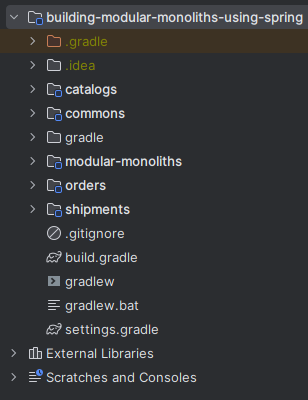 building-modular-monoliths-using-spring
.gradle
.idea
catalogs
commons
gradle
modular-monoliths
orders
shipments
.gitignore
build.gradle
gradlew
gradlew.bat
settings.gradle
External Libraries
Scratches and Consoles